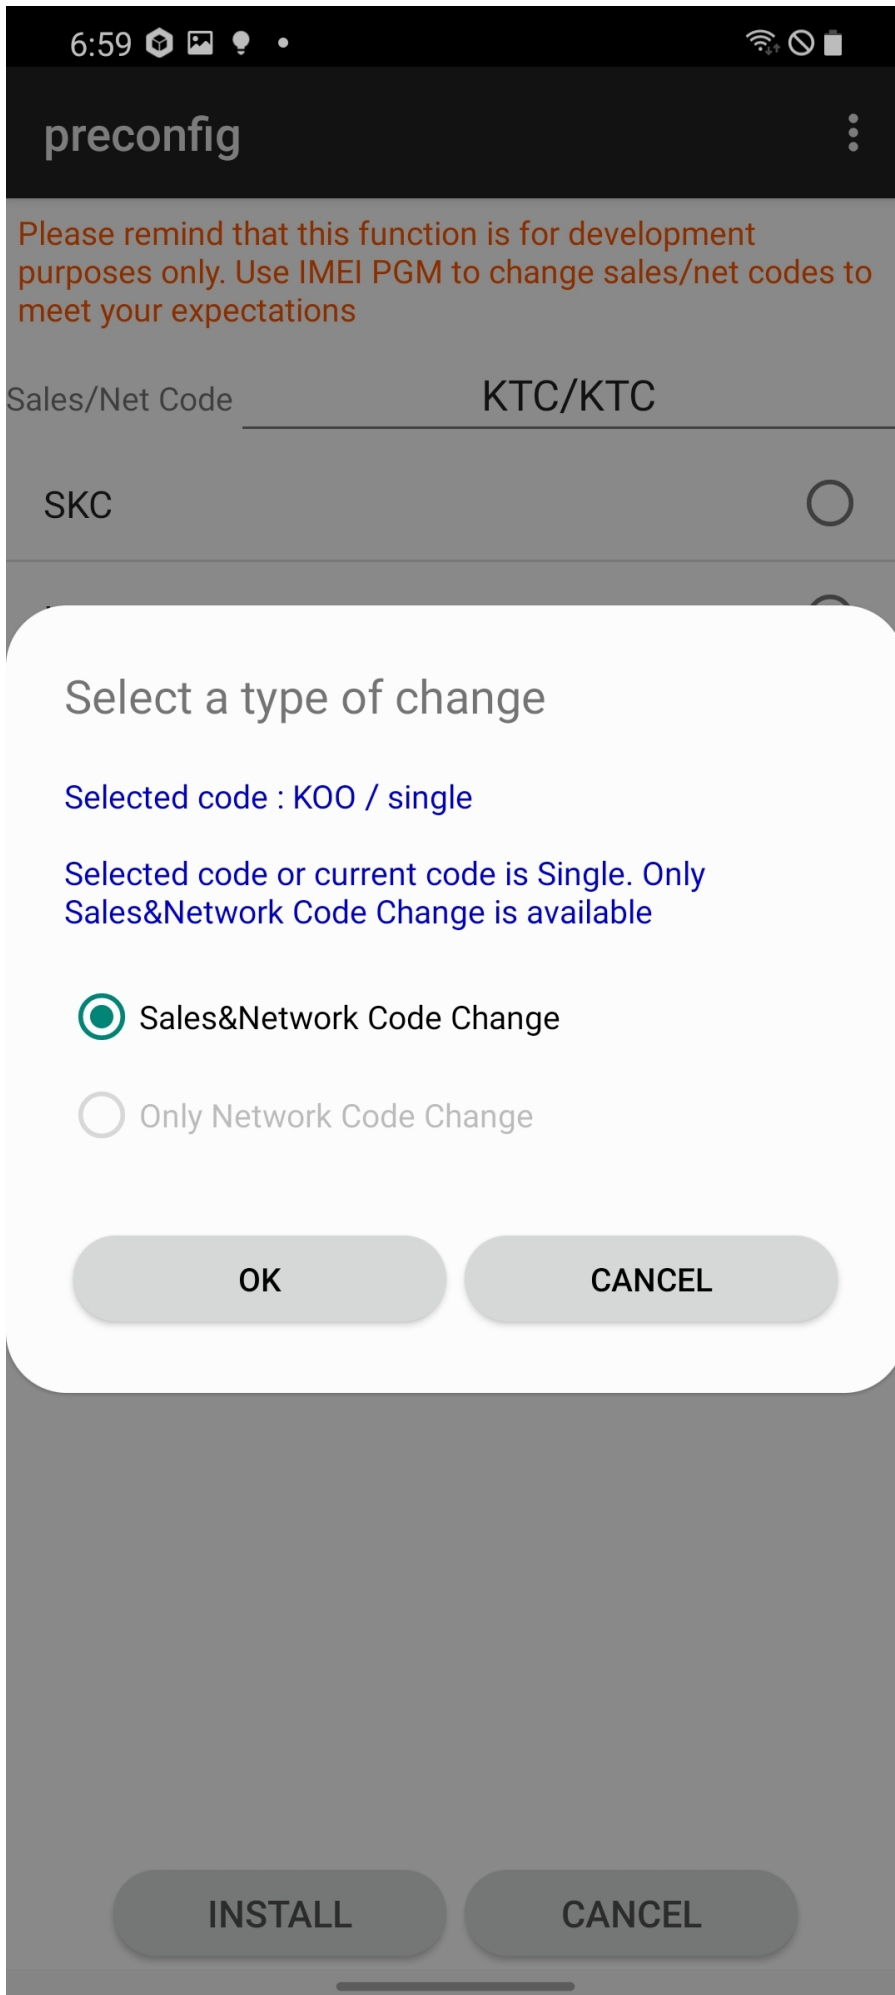 6:59
preconfig
Please remind that this function is for development
purposes only. Use IMEI PGM to change sales/net codes to
meet your expectations
Sales/Net Code KTC/KTC
SKC
Select a type of change
Selected code : KOO / single
Selected code or current code is Single. Only
Sales&Network Code Change is available
Sales&Network Code Change
Only Network Code Change
OK CANCEL
INSTALL CANCEL